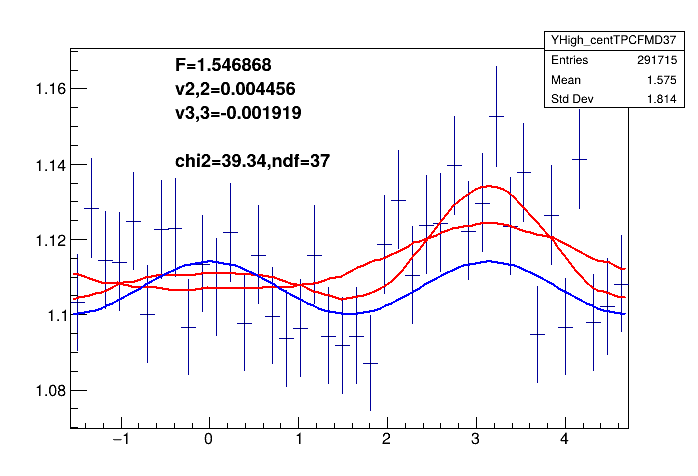 YHigh_centTPCFMD37
Entries 291715
Mean 1.575
Std Dev 1.814
F=1.546868
v2,2=0.004456
v3,3=-0.001919
chi2=39.34,ndf=37
1.16
1.14
1.12
1.1
1.08
−1 0 1 2 3 4